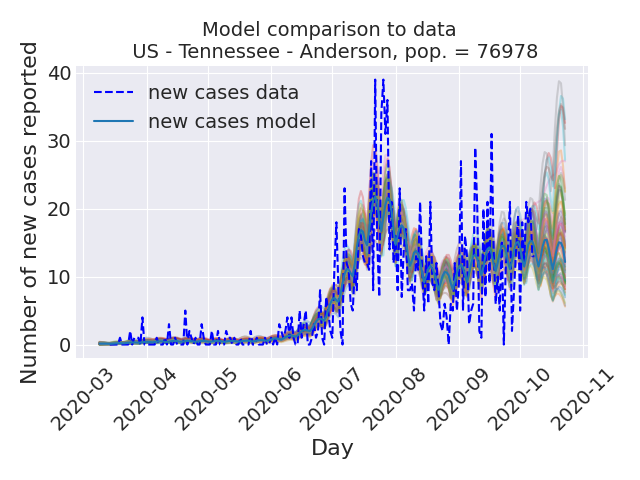 Model comparison to data
US - Tennessee - Anderson, pop. = 76978
Number of new cases reported
40
30
20
10
0
new cases data
new cases model
2020-03
2020-04
2020-05
2020-06
2020-07
2020-08
2020-09
2020-10
2020-11
Day